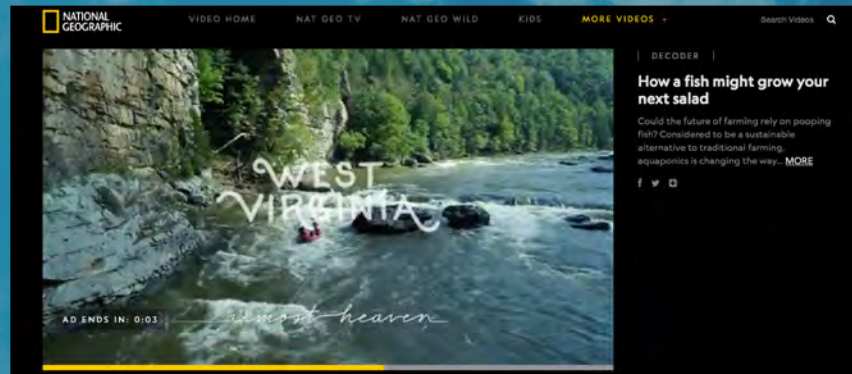 NATIONAL
GEOGRAPHIC
VIDEO HOME NAT GEO TV NAT GEO WILD KIDS MORE VIDEOS Search Videos
DECODER
How a fish might grow your
next salad
Could the future of farming rely on pooping
fish? Considered to be a sustainable
alternative to traditional farming,
aquaponics is changing the way... MORE
WEST
VIRGINIA
AD ENDS IN: 0:03
almost heaven